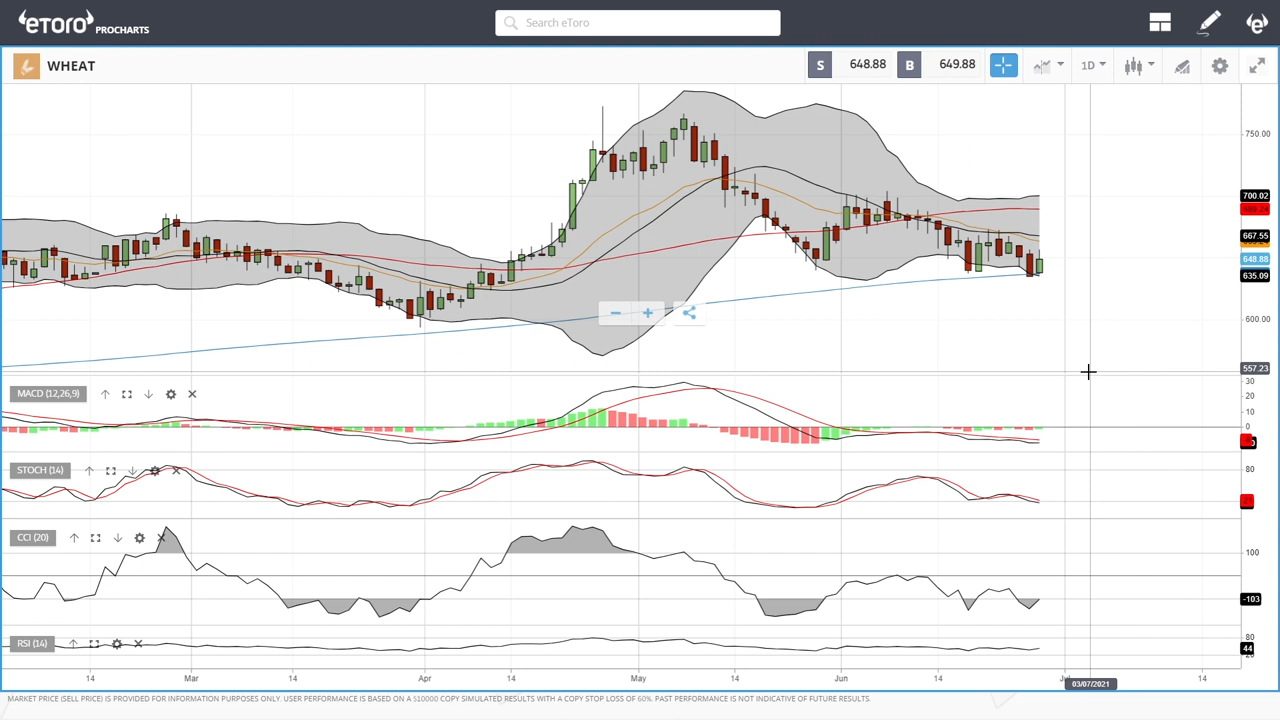 eToro PROCHARTS
Search eToro
WHEAT
S 648.88 B 649.88 1D
750.00
700.02
667.55
648.88
635.09
600.00
557.23
MACD (12,26,9)
30
20
10
0
STOCH (14)
80
CCI (20)
100
-103
RSI (14)
80
44
14 Mar 14 Apr 14 May 14 Jun 14 14
03/07/2021
MARKET PRICE (SELL PRICE) IS PROVIDED FOR INFORMATION PURPOSES ONLY. USER PERFORMANCE IS BASED ON A $10000 COPY SIMULATED RESULTS WITH A COPY STOP LOSS OF 60%. PAST PERFORMANCE IS NOT INDICATIVE OF FUTURE RESULTS.